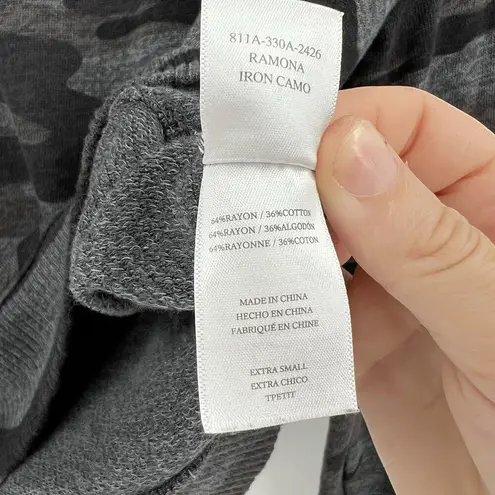 811A-330A-2426
RAMONA
IRON CAMO
64%RAYON / 36%COTTON
64%RAYON / 36%ALGODÓN
64%RAYONNE / 36%COTON
MADE IN CHINA
HECHO EN CHINA
FABRIQUÉ EN CHINE
EXTRA SMALL
EXTRA CHICO
TPETIT